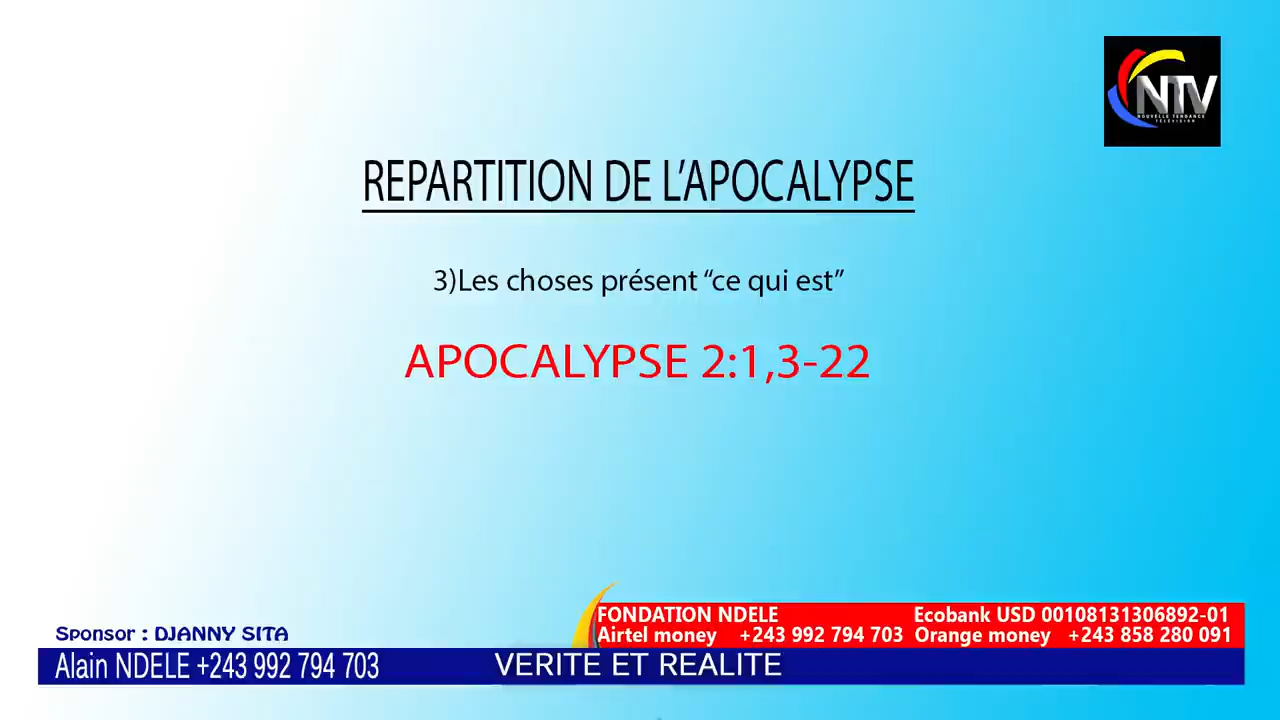 NTV
NOUVELLE TENDANCE
TELEVISION
REPARTITION DE L’APOCALYPSE
3)Les choses présent “ce qui est”
APOCALYPSE 2:1,3-22
FONDATION NDELE Ecobank USD 00108131306892-01
Airtel money +243 992 794 703 Orange money +243 858 280 091
Sponsor : DJANNY SITA
Alain NDELE +243 992 794 703 VERITE ET REALITE